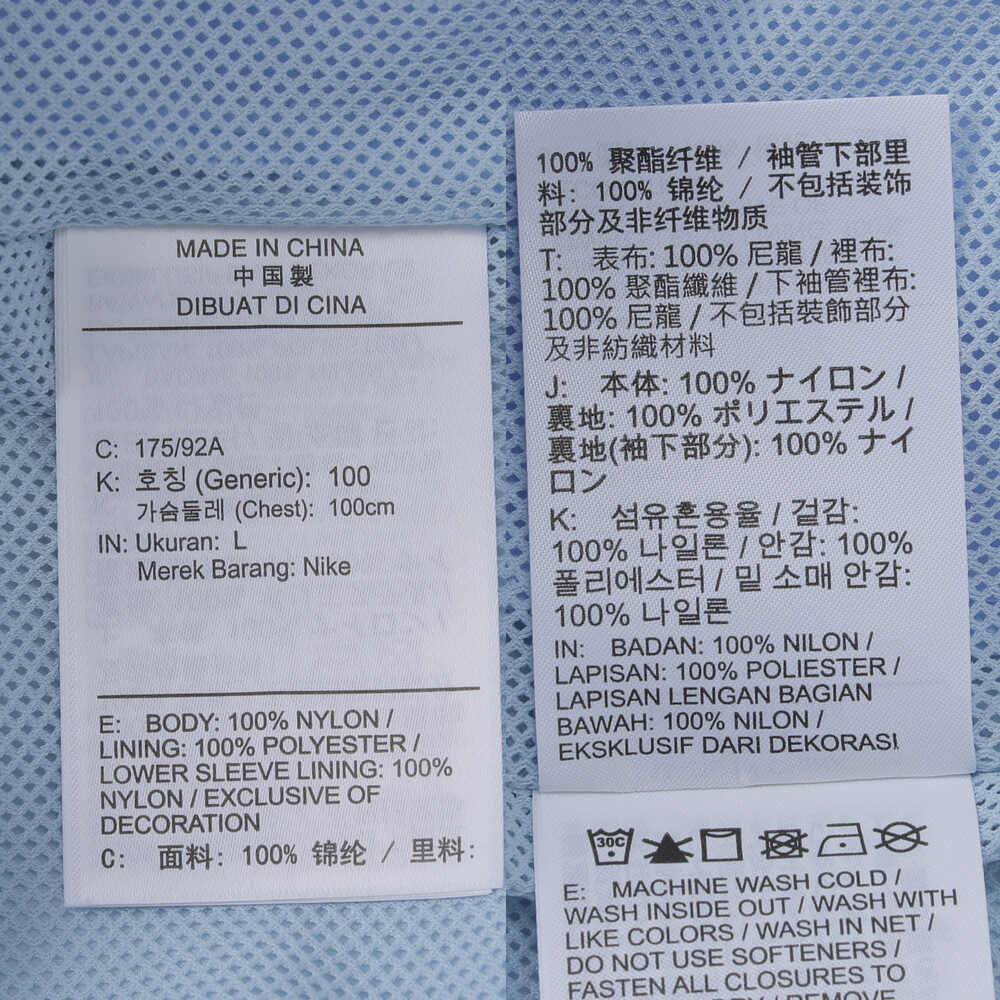 MADE IN CHINA
中国製
DIBUAT DI CINA
C: 175/92A
K: 호칭 (Generic): 100
가슴둘레 (Chest): 100cm
IN: Ukuran: L
Merek Barang: Nike
E: BODY: 100% NYLON /
LINING: 100% POLYESTER /
LOWER SLEEVE LINING: 100%
NYLON / EXCLUSIVE OF
DECORATION
C: 面料: 100% 锦纶 / 里料:
100% 聚酯纤维 / 袖管下部里
料: 100% 锦纶 / 不包括装饰
部分及非纤维物质
T: 表布: 100% 尼龍 / 裡布:
100% 聚酯纖維 / 下袖管裡布:
100% 尼龍 / 不包括裝飾部分
及非紡織材料
J: 本体: 100% ナイロン /
裏地: 100% ポリエステル /
裏地(袖下部分): 100% ナイ
ロン
K: 섬유혼용율 / 겉감:
100% 나일론 / 안감: 100%
폴리에스터 / 밑 소매 안감:
100% 나일론
IN: BADAN: 100% NILON /
LAPISAN: 100% POLIESTER /
LAPISAN LENGAN BAGIAN
BAWAH: 100% NILON /
EKSKLUSIF DARI DEKORASI
30C
E: MACHINE WASH COLD /
WASH INSIDE OUT / WASH WITH
LIKE COLORS / WASH IN NET /
DO NOT USE SOFTENERS /
FASTEN ALL CLOSURES TO